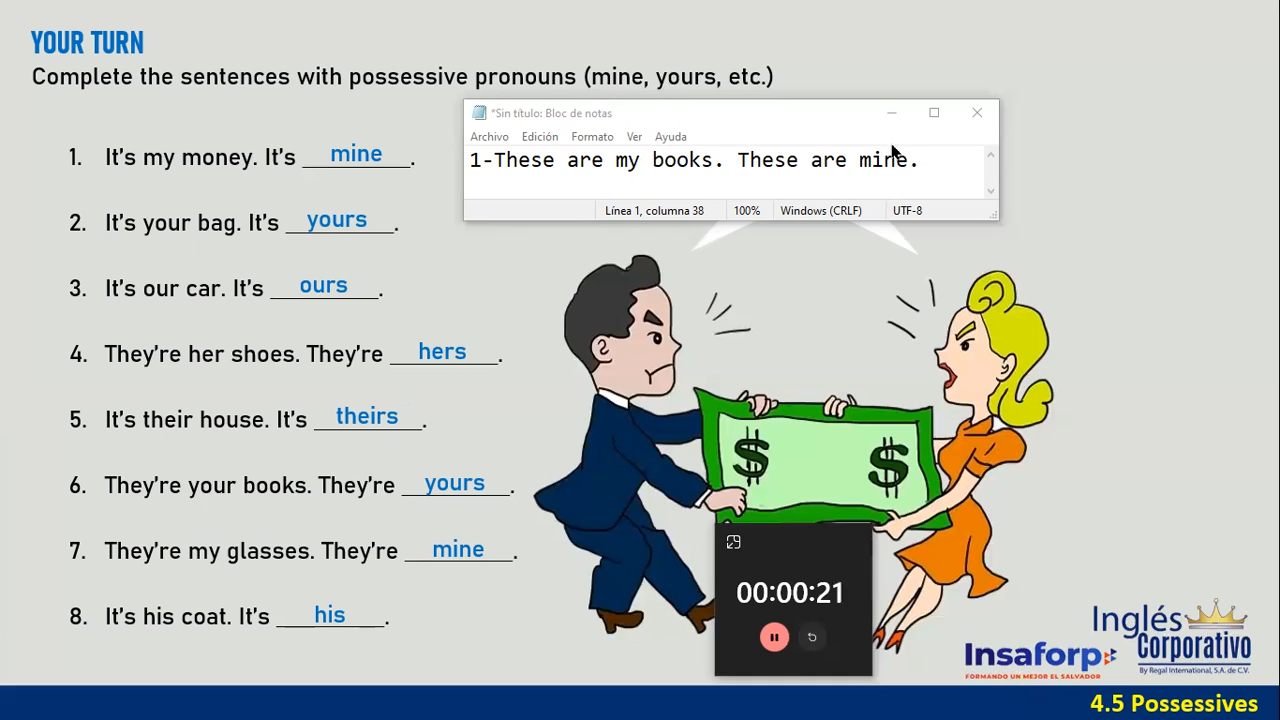 YOUR TURN
Complete the sentences with possessive pronouns (mine, yours, etc.)
*Sin título: Bloc de notas
Archivo Edición Formato Ver Ayuda
1-These are my books. These are mine.
Línea 1, columna 38 100% Windows (CRLF) UTF-8
1. It's my money. It's mine.
2. It's your bag. It's yours.
3. It's our car. It's ours.
4. They're her shoes. They're hers.
5. It's their house. It's theirs.
6. They're your books. They're yours.
7. They're my glasses. They're mine.
8. It's his coat. It's his.
$ $
00:00:21
Insaforp
FORMANDO UN MEJOR EL SALVADOR
Inglés
Corporativo
By Regal International, S.A. de C.V.
4.5 Possessives